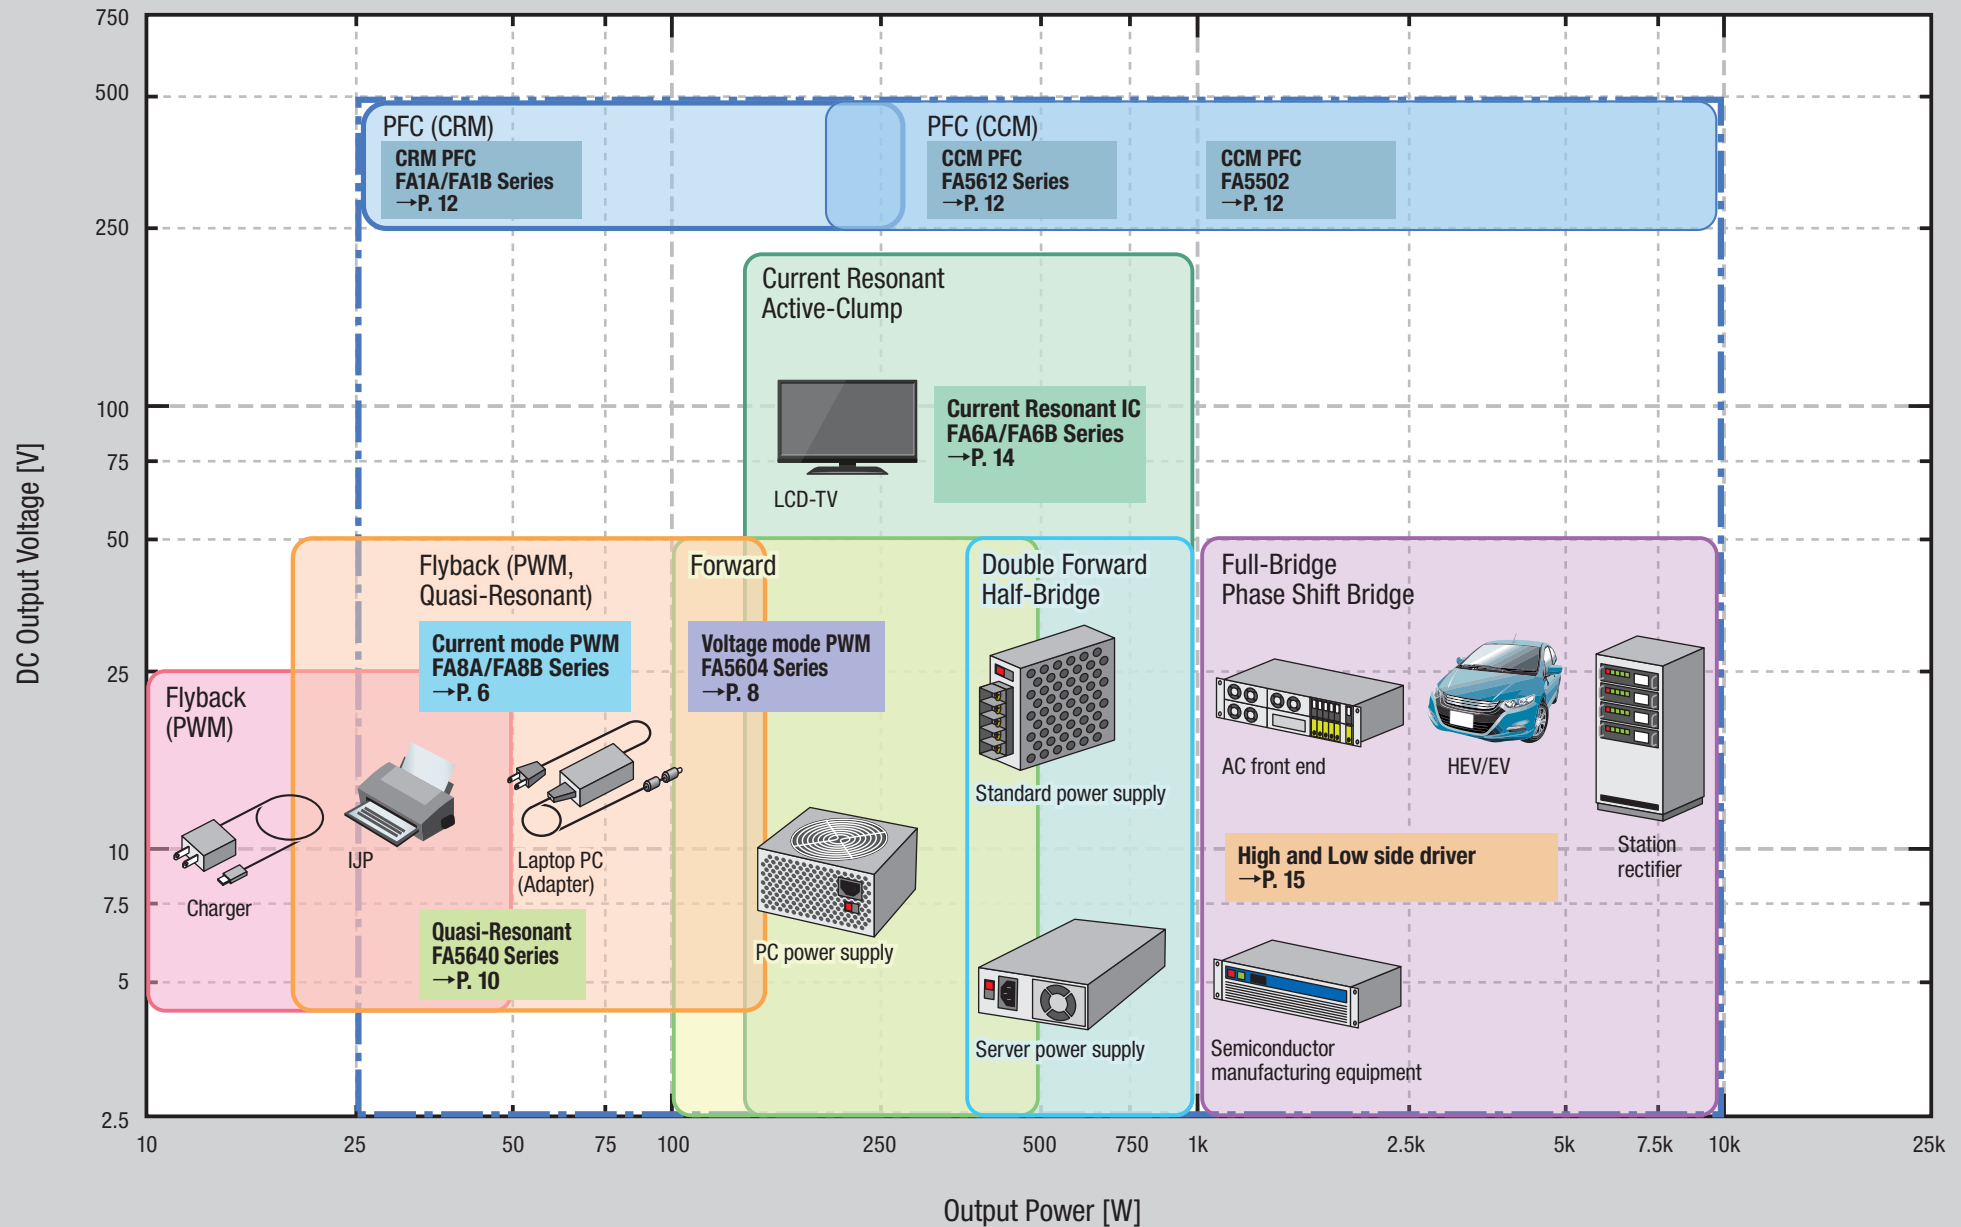 750
500
250
100
75
50
25
10
7.5
5
2.5
DC Output Voltage [V]
PFC (CRM)
CRM PFC
FA1A/FA1B Series
→P. 12
PFC (CCM)
CCM PFC
FA5612 Series
→P. 12
CCM PFC
FA5502
→P. 12
Current Resonant
Active-Clump
LCD-TV
Current Resonant IC
FA6A/FA6B Series
→P. 14
Flyback (PWM,
Quasi-Resonant)
Current mode PWM
FA8A/FA8B Series
→P. 6
Forward
Voltage mode PWM
FA5604 Series
→P. 8
Double Forward
Half-Bridge
Standard power supply
Full-Bridge
Phase Shift Bridge
AC front end
HEV/EV
Station
rectifier
Flyback
(PWM)
Charger
IJP
Laptop PC
(Adapter)
Quasi-Resonant
FA5640 Series
→P. 10
PC power supply
Server power supply
High and Low side driver
→P. 15
Semiconductor
manufacturing equipment
10
25
50
75
100
250
500
750
1k
2.5k
5k
7.5k
10k
25k
Output Power [W]